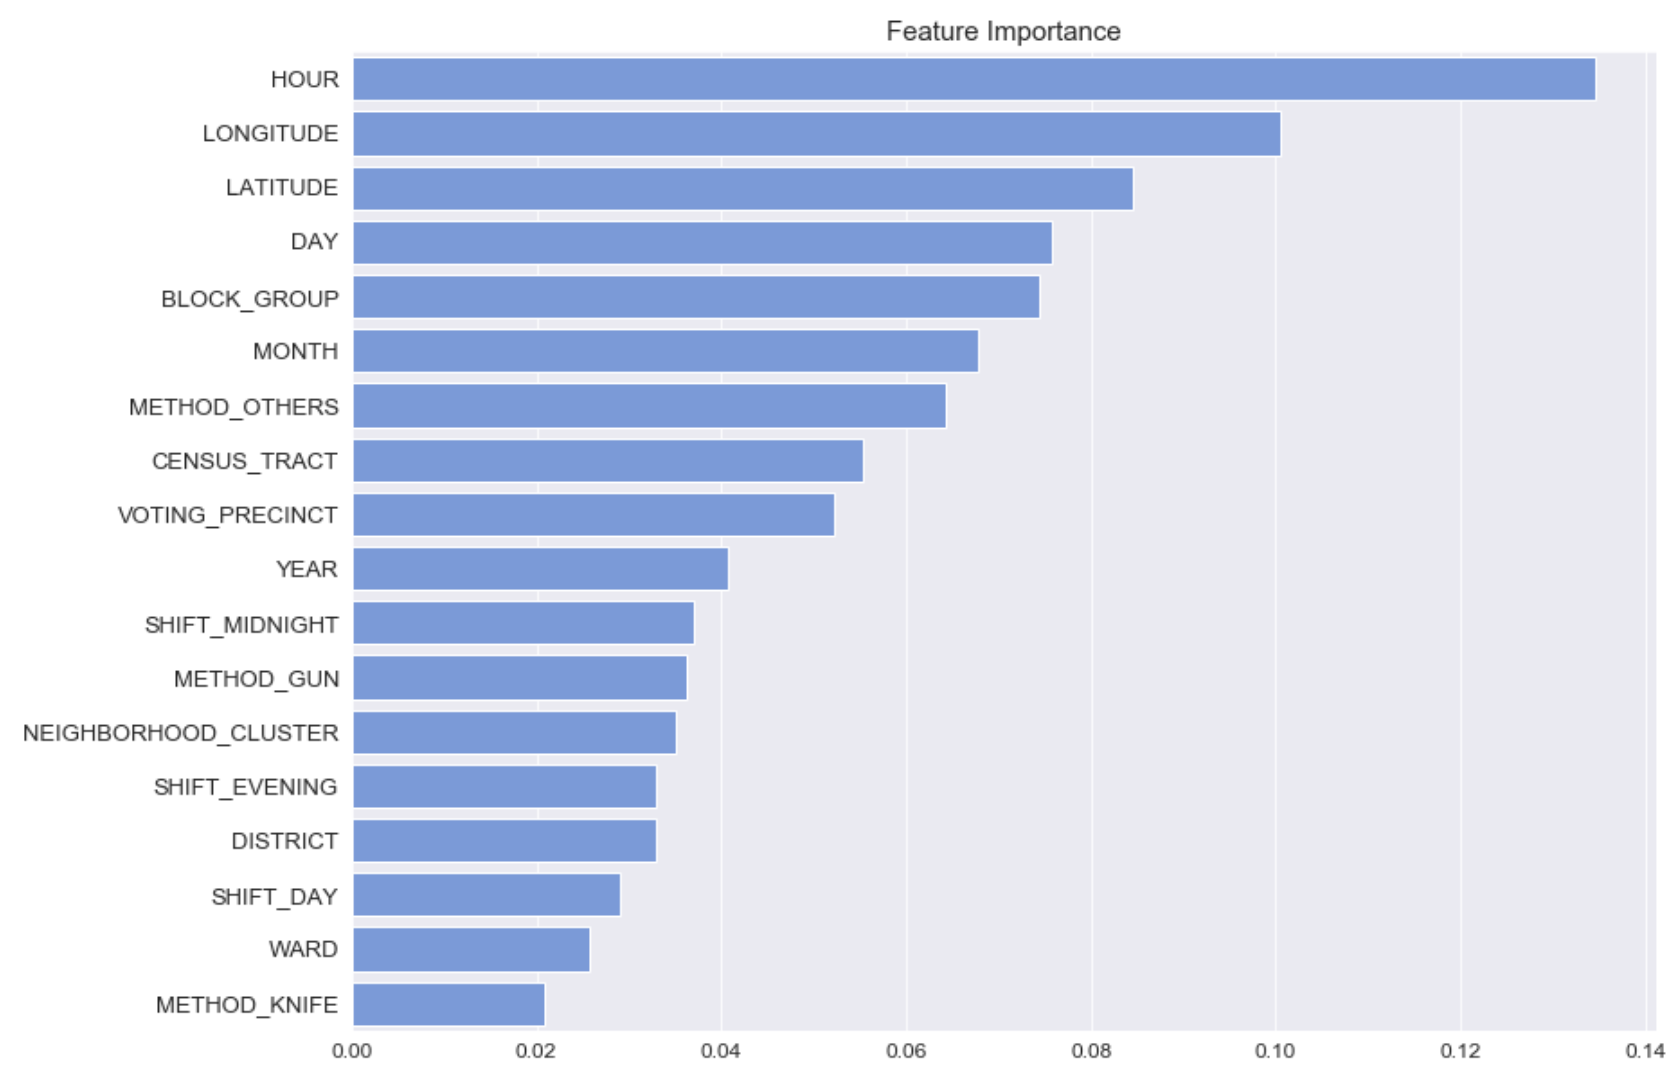 Feature Importance
HOUR
LONGITUDE
LATITUDE
DAY
BLOCK_GROUP
MONTH
METHOD_OTHERS
CENSUS_TRACT
VOTING_PRECINCT
YEAR
SHIFT_MIDNIGHT
METHOD_GUN
NEIGHBORHOOD_CLUSTER
SHIFT_EVENING
DISTRICT
SHIFT_DAY
WARD
METHOD_KNIFE
0.00 0.02 0.04 0.06 0.08 0.10 0.12 0.14